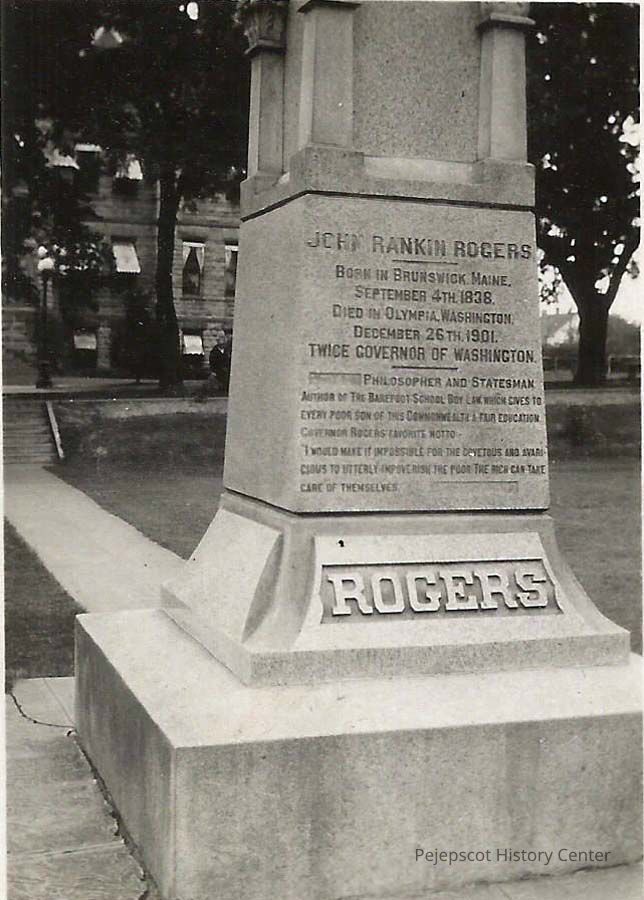 JOHN RANKIN ROGERS
BORN IN BRUNSWICK, MAINE,
SEPTEMBER 4TH, 1838.
DIED IN OLYMPIA, WASHINGTON,
DECEMBER 26TH, 1901.
TWICE GOVERNOR OF WASHINGTON.
PHILOSOPHER AND STATESMAN
AUTHOR OF THE BAREFOOT SCHOOL BOY LAW, WHICH GIVES TO
EVERY POOR SON OF THIS COMMONWEALTH A FAIR EDUCATION.
GOVERNOR ROGERS' FAVORITE MOTTO:-
"I WOULD MAKE IT IMPOSSIBLE FOR THE COVETOUS AND AVARI-
CIOUS TO UTTERLY IMPOVERISH THE POOR. THE RICH CAN TAKE
CARE OF THEMSELVES.
ROGERS
Pejepscot History Center